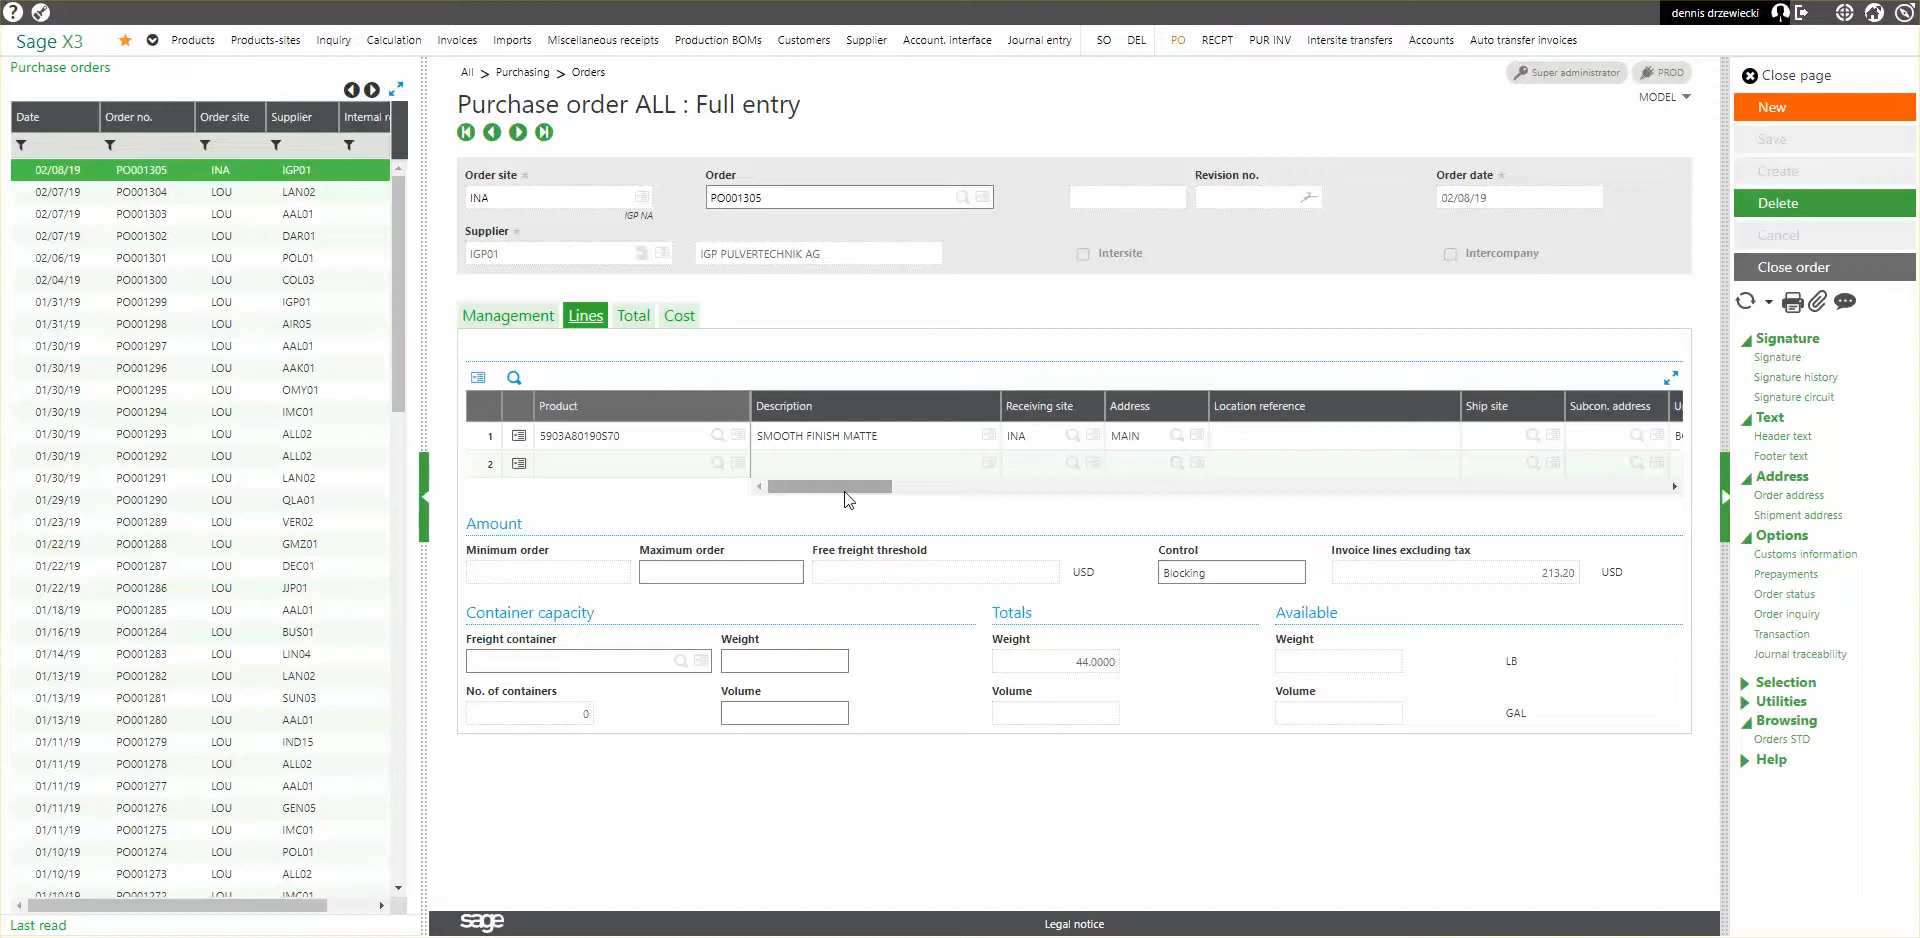 dennis drzewiecki
Sage X3 Products Products-sites Inquiry Calculation Invoices Imports Miscellaneous receipts Production BOMs Customers Supplier Account. interface Journal entry SO DEL PO RECPT PUR INV Intersite transfers Accounts Auto transfer invoices
Purchase orders
Date Order no. Order site Supplier Internal r
02/08/19 PO001305 INA IGP01
02/07/19 PO001304 LOU LAN02
02/07/19 PO001303 LOU AAL01
02/07/19 PO001302 LOU DAR01
02/06/19 PO001301 LOU POL01
02/04/19 PO001300 LOU COL03
01/31/19 PO001299 LOU IGP01
01/31/19 PO001298 LOU AIR05
01/30/19 PO001297 LOU AAL01
01/30/19 PO001296 LOU AAK01
01/30/19 PO001295 LOU OMY01
01/30/19 PO001294 LOU IMC01
01/30/19 PO001293 LOU ALL02
01/30/19 PO001292 LOU ALL02
01/30/19 PO001291 LOU LAN02
01/29/19 PO001290 LOU QLA01
01/23/19 PO001289 LOU VER02
01/22/19 PO001288 LOU GMZ01
01/22/19 PO001287 LOU DEC01
01/22/19 PO001286 LOU JJP01
01/18/19 PO001285 LOU AAL01
01/16/19 PO001284 LOU BUS01
01/14/19 PO001283 LOU LIN04
01/13/19 PO001282 LOU LAN02
01/13/19 PO001281 LOU SUN03
01/13/19 PO001280 LOU AAL01
01/11/19 PO001279 LOU IND15
01/11/19 PO001278 LOU ALL02
01/11/19 PO001277 LOU AAL01
01/11/19 PO001276 LOU GEN05
01/11/19 PO001275 LOU IMC01
01/10/19 PO001274 LOU POL01
01/10/19 PO001273 LOU ALL02
01/10/19 PO001272 LOU IMC01
Last read
All > Purchasing > Orders
Super administrator PROD
Purchase order ALL : Full entry
MODEL
Order site * Order Revision no. Order date *
INA PO001305 02/08/19
IGP NA
Supplier *
IGP01 IGP PULVERTECHNIK AG Intersite Intercompany
Management Lines Total Cost
Product Description Receiving site Address Location reference Ship site Subcon. address
1 5903A80190S70 SMOOTH FINISH MATTE INA MAIN
2
Amount
Minimum order Maximum order Free freight threshold Control Invoice lines excluding tax
USD Blocking 213.20 USD
Container capacity Totals Available
Freight container Weight Weight Weight
44.0000 LB
No. of containers Volume Volume Volume
0 GAL
sage Legal notice
Close page
New
Save
Create
Delete
Cancel
Close order
Signature
Signature
Signature history
Signature circuit
Text
Header text
Footer text
Address
Order address
Shipment address
Options
Customs information
Prepayments
Order status
Order inquiry
Transaction
Journal traceability
Selection
Utilities
Browsing
Orders STD
Help